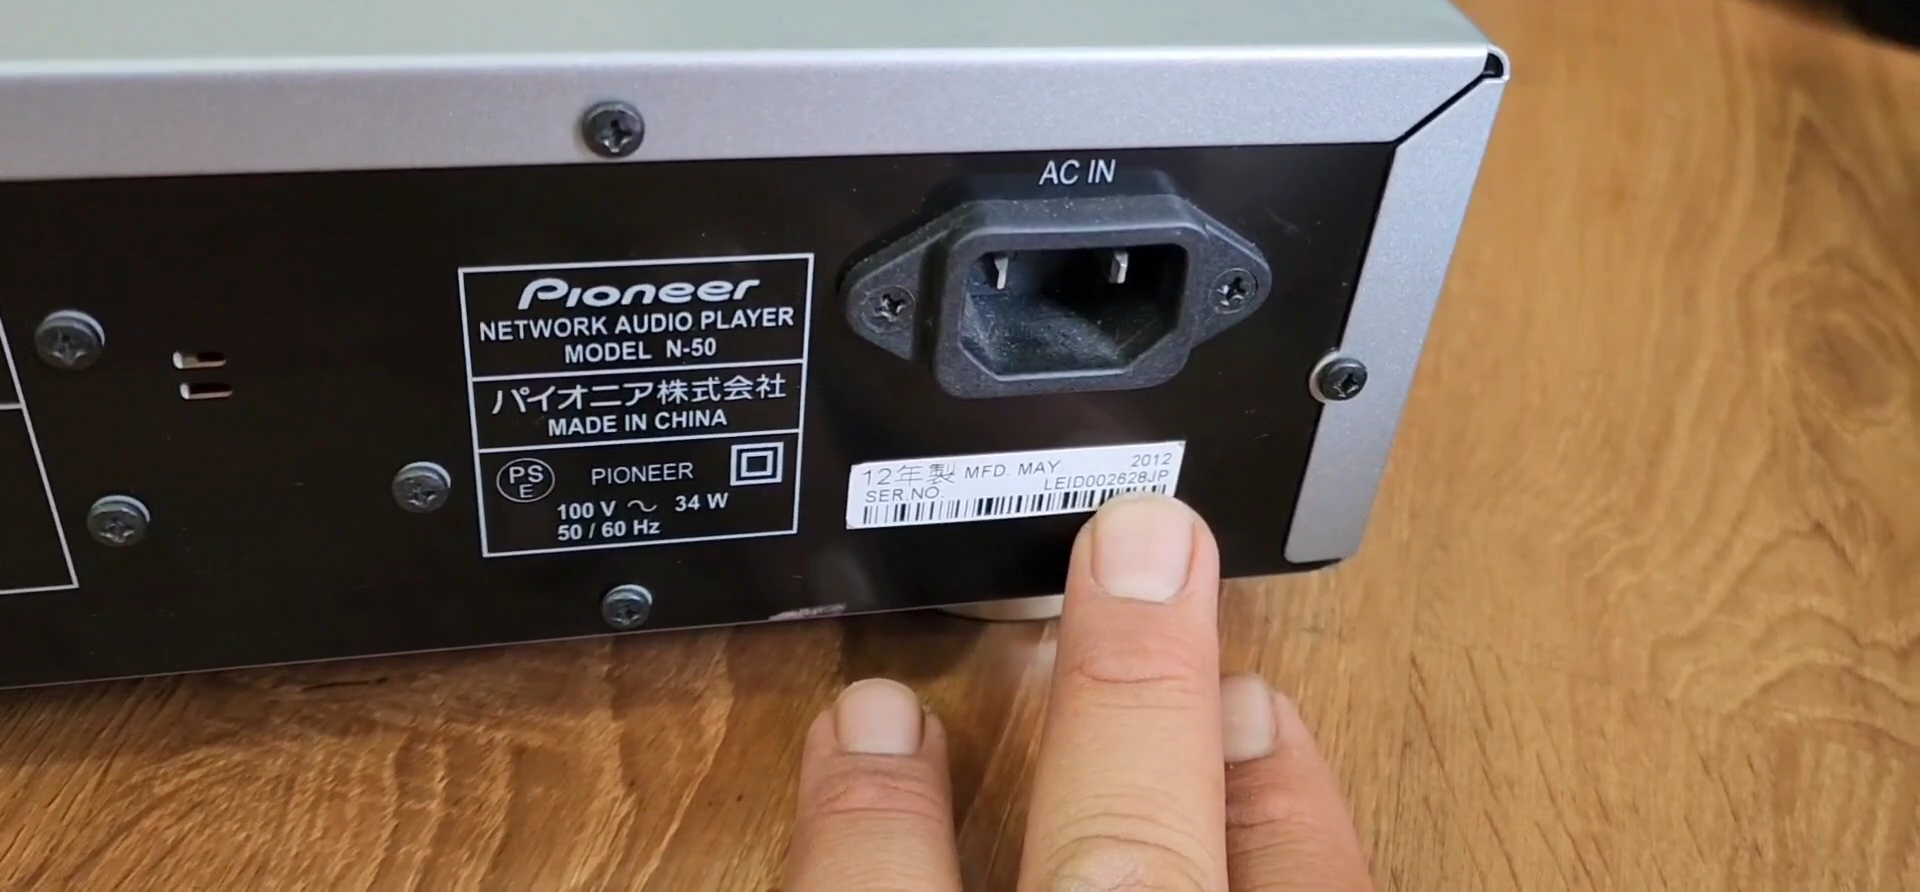 AC IN
Pioneer
NETWORK AUDIO PLAYER
MODEL N-50
パイオニア株式会社
MADE IN CHINA
PS
E
PIONEER
100 V ～ 34 W
50 / 60 Hz
12年製 MFD. MAY 2012
SER.NO. LEID002628JP